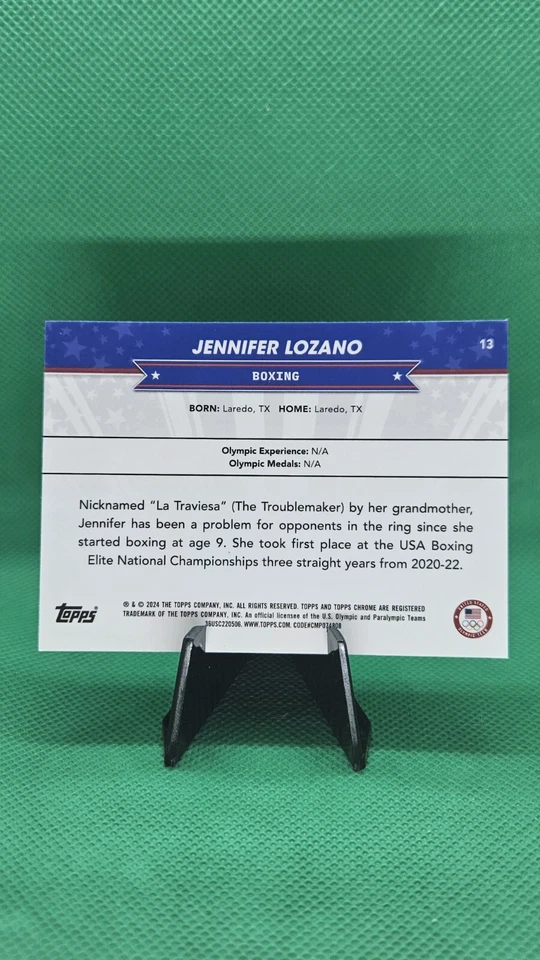 JENNIFER LOZANO
13
BOXING
BORN: Laredo, TX HOME: Laredo, TX
Olympic Experience: N/A
Olympic Medals: N/A
Nicknamed “La Traviesa” (The Troublemaker) by her grandmother,
Jennifer has been a problem for opponents in the ring since she
started boxing at age 9. She took first place at the USA Boxing
Elite National Championships three straight years from 2020-22.
Topps®
® & © 2024 THE TOPPS COMPANY, INC. ALL RIGHTS RESERVED. TOPPS AND TOPPS CHROME ARE REGISTERED
TRADEMARK OF THE TOPPS COMPANY, INC. An official licensee of the U.S. Olympic and Paralympic Teams
WWW.TOPPS.COM.
UNITED STATES
OLYMPIC TEAM